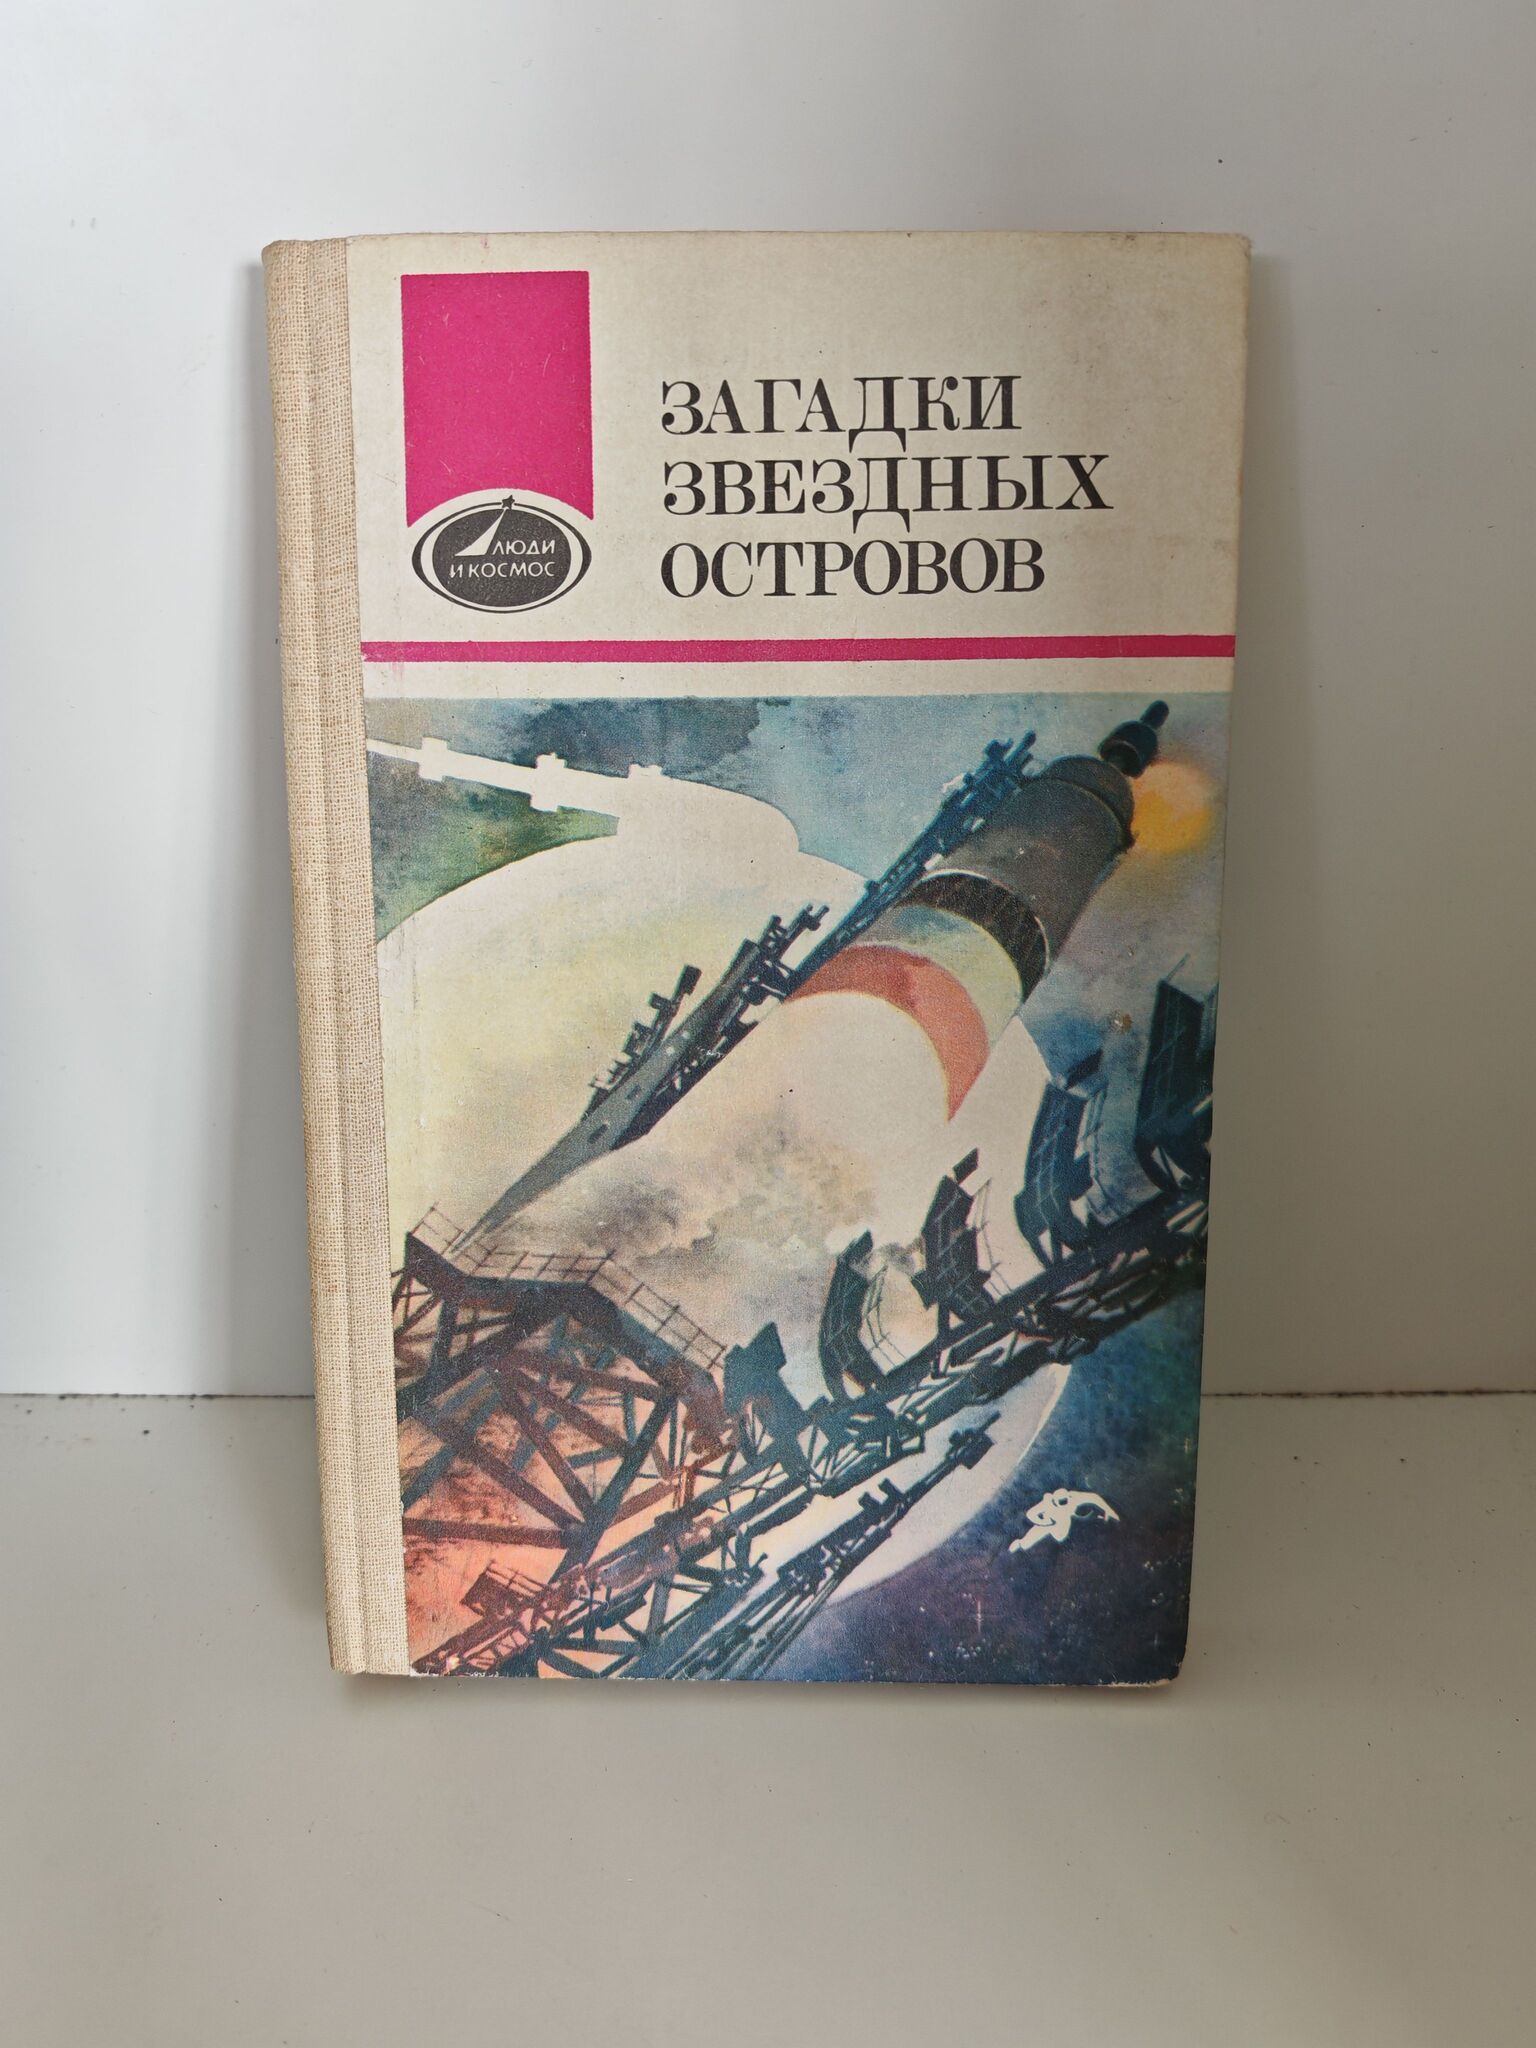 ЗАГАДКИ
ЗВЕЗДНЫХ
ОСТРОВОВ
ЛЮДИ
И КОСМОС